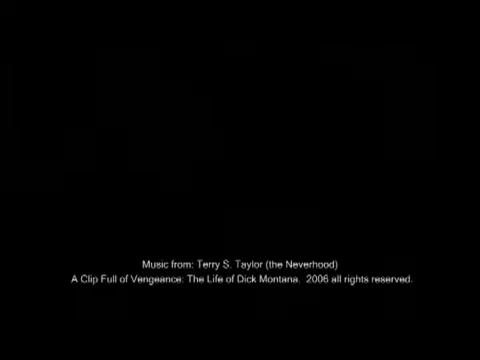 Music from: Terry S. Taylor (the Neverhood)
A Clip Full of Vengeance: The Life of Dick Montana.  2006 all rights reserved.